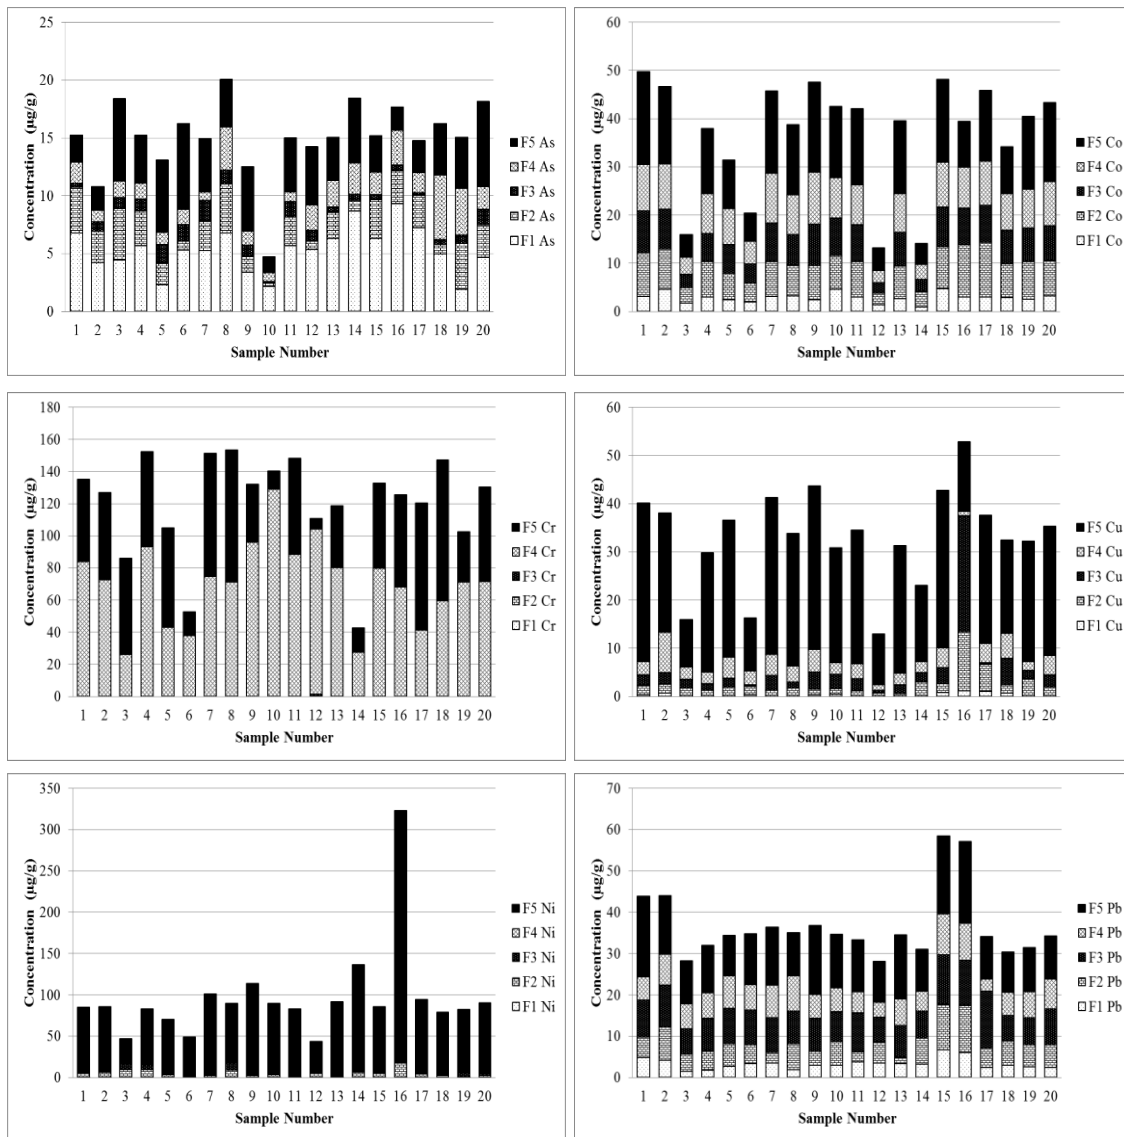 25
20
15
10
5
0
Concentration (µg/g)
1 2 3 4 5 6 7 8 9 10 11 12 13 14 15 16 17 18 19 20
Sample Number
F5 As
F4 As
F3 As
F2 As
F1 As
60
50
40
30
20
10
0
Concentration (µg/g)
1 2 3 4 5 6 7 8 9 10 11 12 13 14 15 16 17 18 19 20
Sample Number
F5 Co
F4 Co
F3 Co
F2 Co
F1 Co
180
160
140
120
100
80
60
40
20
0
Concentration (µg/g)
1 2 3 4 5 6 7 8 9 10 11 12 13 14 15 16 17 18 19 20
Sample Number
F5 Cr
F4 Cr
F3 Cr
F2 Cr
F1 Cr
60
50
40
30
20
10
0
Concentration (µg/g)
1 2 3 4 5 6 7 8 9 10 11 12 13 14 15 16 17 18 19 20
Sample Number
F5 Cu
F4 Cu
F3 Cu
F2 Cu
F1 Cu
350
300
250
200
150
100
50
0
Concentration (µg/g)
1 2 3 4 5 6 7 8 9 10 11 12 13 14 15 16 17 18 19 20
Sample Number
F5 Ni
F4 Ni
F3 Ni
F2 Ni
F1 Ni
70
60
50
40
30
20
10
0
Concentration (µg/g)
1 2 3 4 5 6 7 8 9 10 11 12 13 14 15 16 17 18 19 20
Sample Number
F5 Pb
F4 Pb
F3 Pb
F2 Pb
F1 Pb